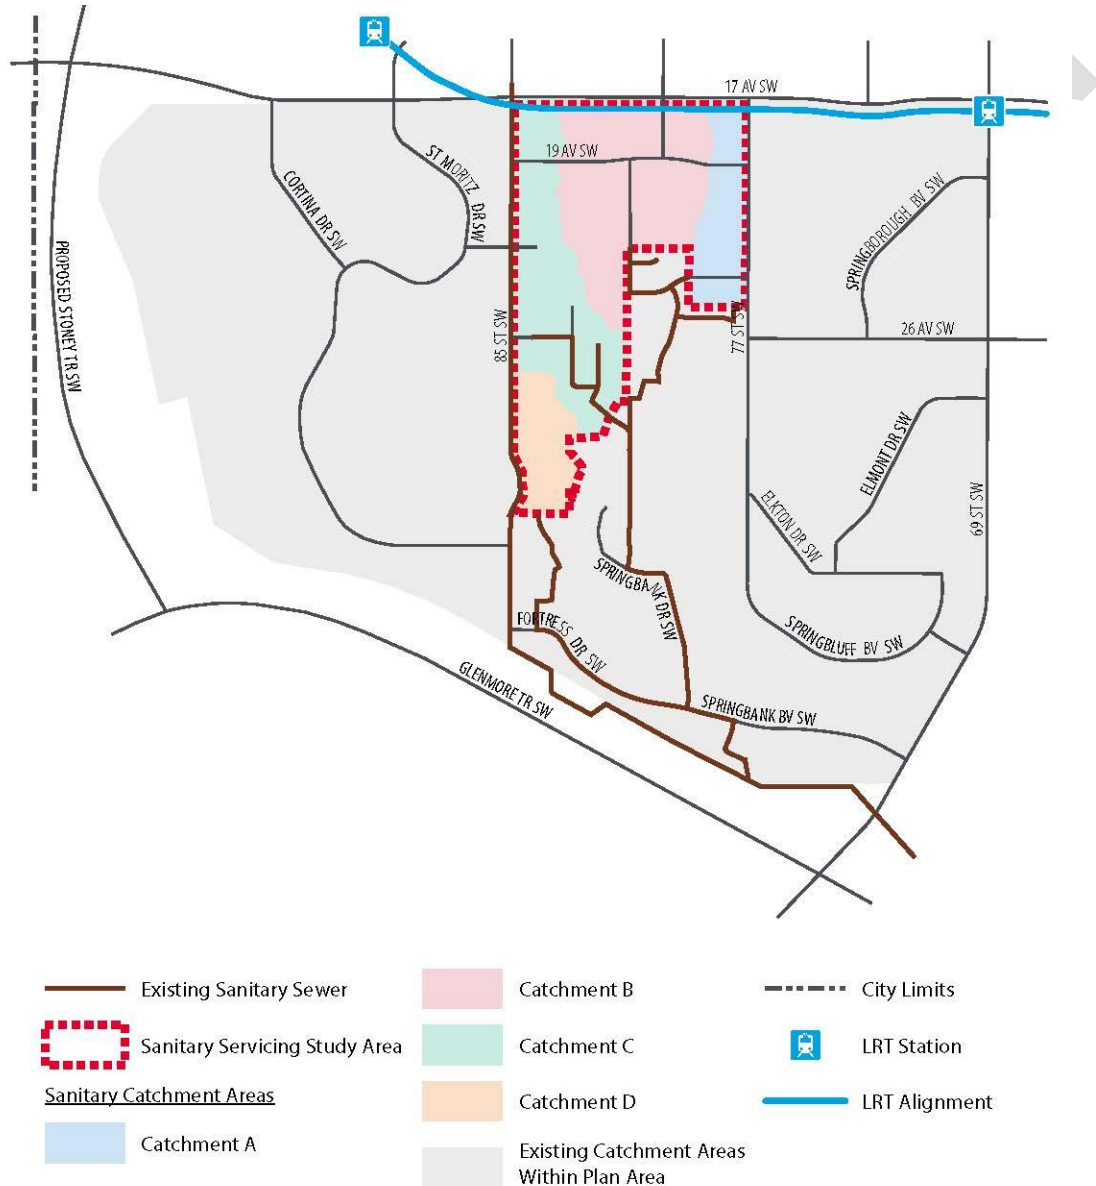 17 AV SW
19 AV SW
ST MORITZ DR SW
CORTINA DR SW
SPRINGBOROUGH BV SW
PROPOSED STONEY TR SW
85 ST SW
77 ST SW
26 AV SW
ELMONT DR SW
ELKTON DR SW
69 ST SW
SPRINGBANK DR SW
FORTRESS DR SW
SPRINGBLUFF BV SW
GLENMORE TR SW
SPRINGBANK BV SW
Existing Sanitary Sewer
Sanitary Servicing Study Area
Sanitary Catchment Areas
Catchment A
Catchment B
Catchment C
Catchment D
Existing Catchment Areas
Within Plan Area
City Limits
LRT Station
LRT Alignment